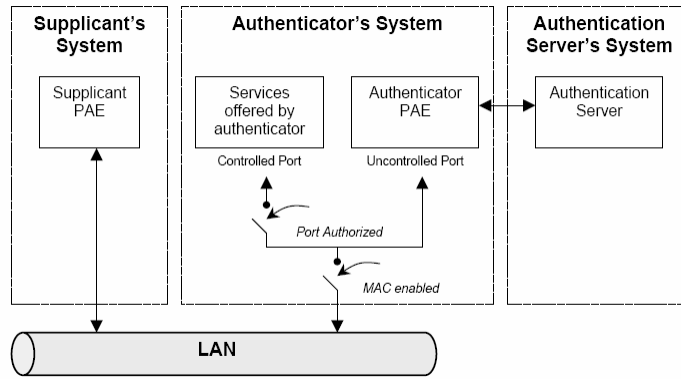 Supplicant's
System
Authenticator's System
Authentication
Server's System
Supplicant
PAE
Services
offered by
authenticator
Authenticator
PAE
Authentication
Server
Controlled Port
Uncontrolled Port
Port Authorized
MAC enabled
LAN